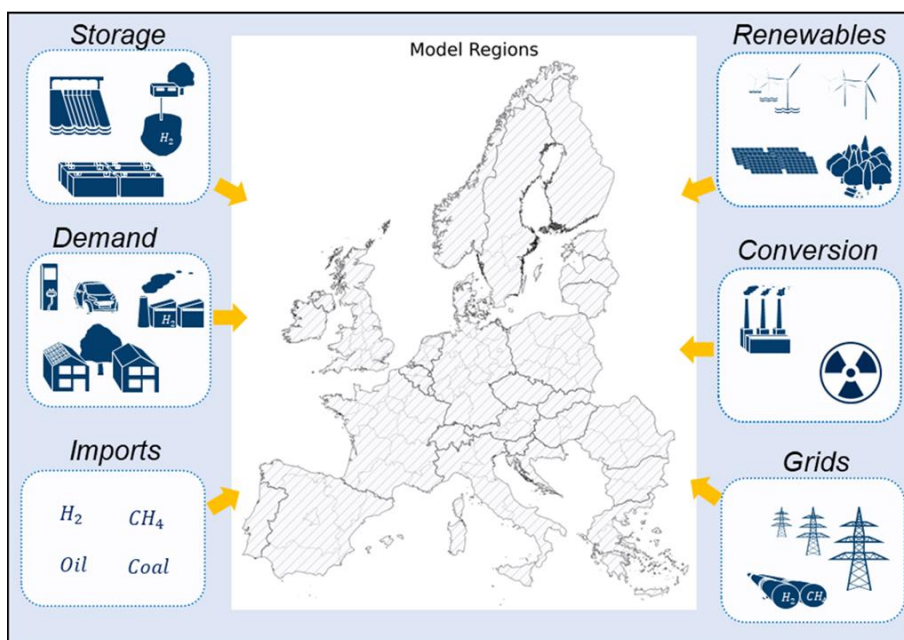 Storage
H₂
Demand
H₂
Imports
H₂
CH₄
Oil
Coal
Model Regions
Renewables
Conversion
Grids
H₂
CH₄